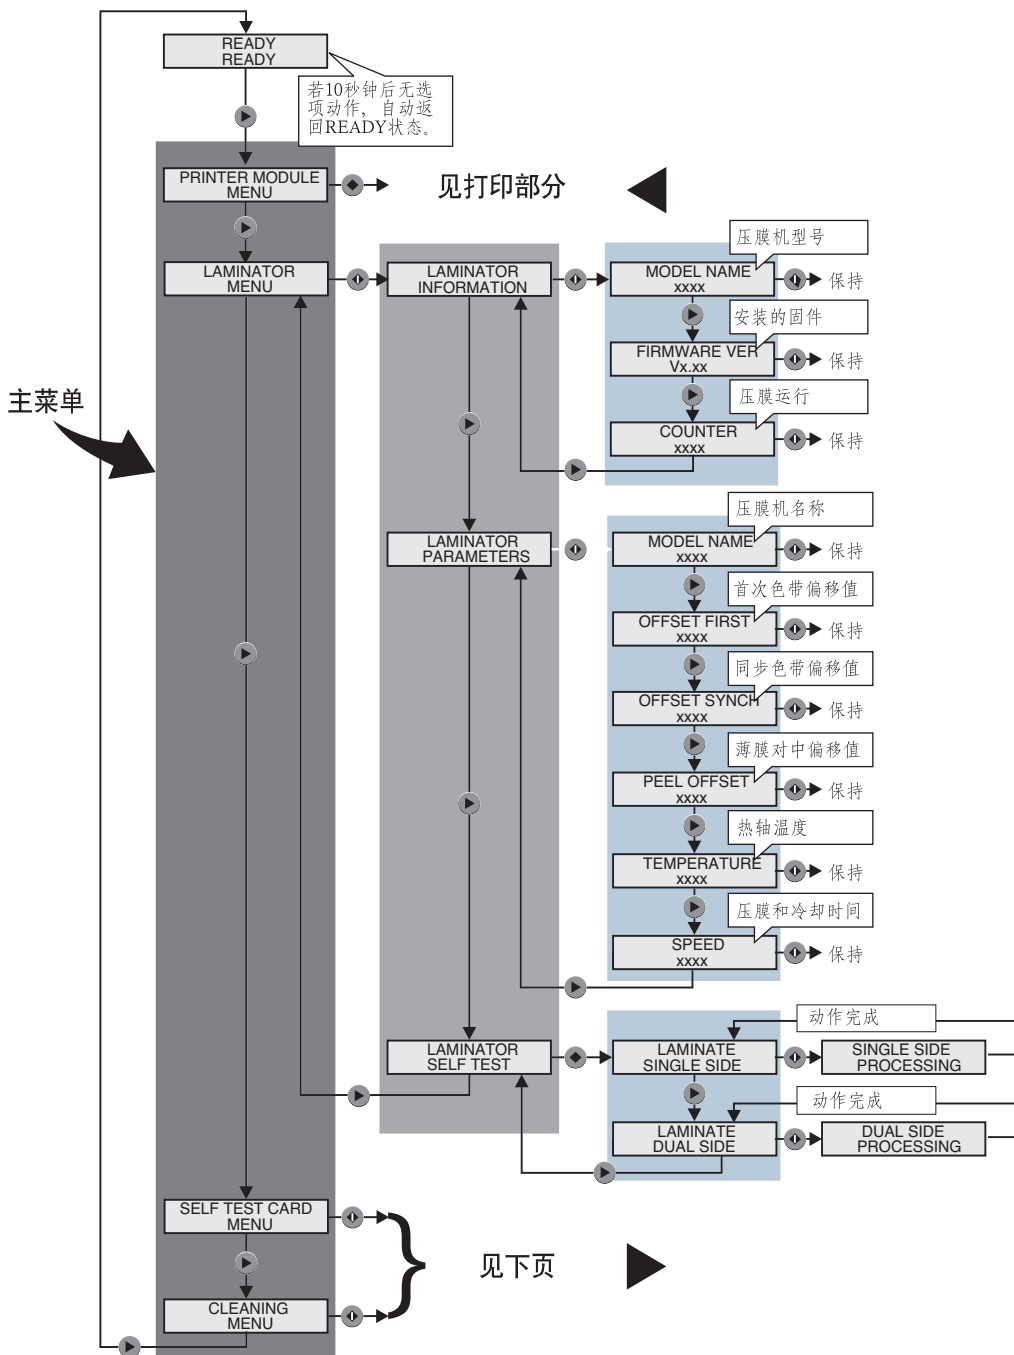 READY
READY
若10秒钟后无选
项动作，自动返
回READY状态。
PRINTER MODULE
MENU
见打印部分
压膜机型号
LAMINATOR
MENU
LAMINATOR
INFORMATION
MODEL NAME
xxxx
保持
安装的固件
FIRMWARE VER
Vx.xx
保持
压膜运行
主菜单
COUNTER
xxxx
保持
压膜机名称
LAMINATOR
PARAMETERS
MODEL NAME
xxxx
保持
首次色带偏移值
OFFSET FIRST
xxxx
保持
同步色带偏移值
OFFSET SYNCH
xxxx
保持
薄膜对中偏移值
PEEL OFFSET
xxxx
保持
热轴温度
TEMPERATURE
xxxx
保持
压膜和冷却时间
SPEED
xxxx
保持
动作完成
LAMINATOR
SELF TEST
LAMINATE
SINGLE SIDE
SINGLE SIDE
PROCESSING
动作完成
LAMINATE
DUAL SIDE
DUAL SIDE
PROCESSING
SELF TEST CARD
MENU
见下页
CLEANING
MENU